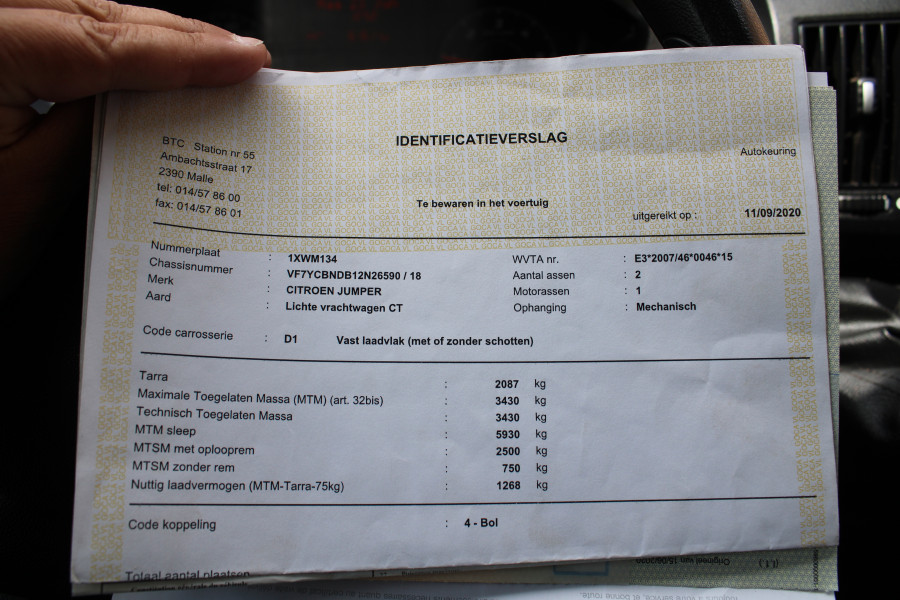 IDENTIFICATIEVERSLAG
BTC Station nr 55
Ambachtsstraat 17
2390 Malle
tel: 014/57 86 00
fax: 014/57 86 01
Autokeuring
Te bewaren in het voertuig
uitgereikt op : 11/09/2020
Nummerplaat : 1XWM134
Chassisnummer : VF7YCBNDB12N26590 / 18
Merk : CITROEN JUMPER
Aard : Lichte vrachtwagen CT
WVTA nr. : E3*2007/46*0046*15
Aantal assen : 2
Motorassen : 1
Ophanging : Mechanisch
Code carrosserie : D1 Vast laadvlak (met of zonder schotten)
Tarra : 2087 kg
Maximale Toegelaten Massa (MTM) (art. 32bis) : 3430 kg
Technisch Toegelaten Massa : 3430 kg
MTM sleep : 5930 kg
MTSM met oplooprem : 2500 kg
MTSM zonder rem : 750 kg
Nuttig laadvermogen (MTM-Tarra-75kg) : 1268 kg
Code koppeling : 4 - Bol
Totaal aantal plaatsen